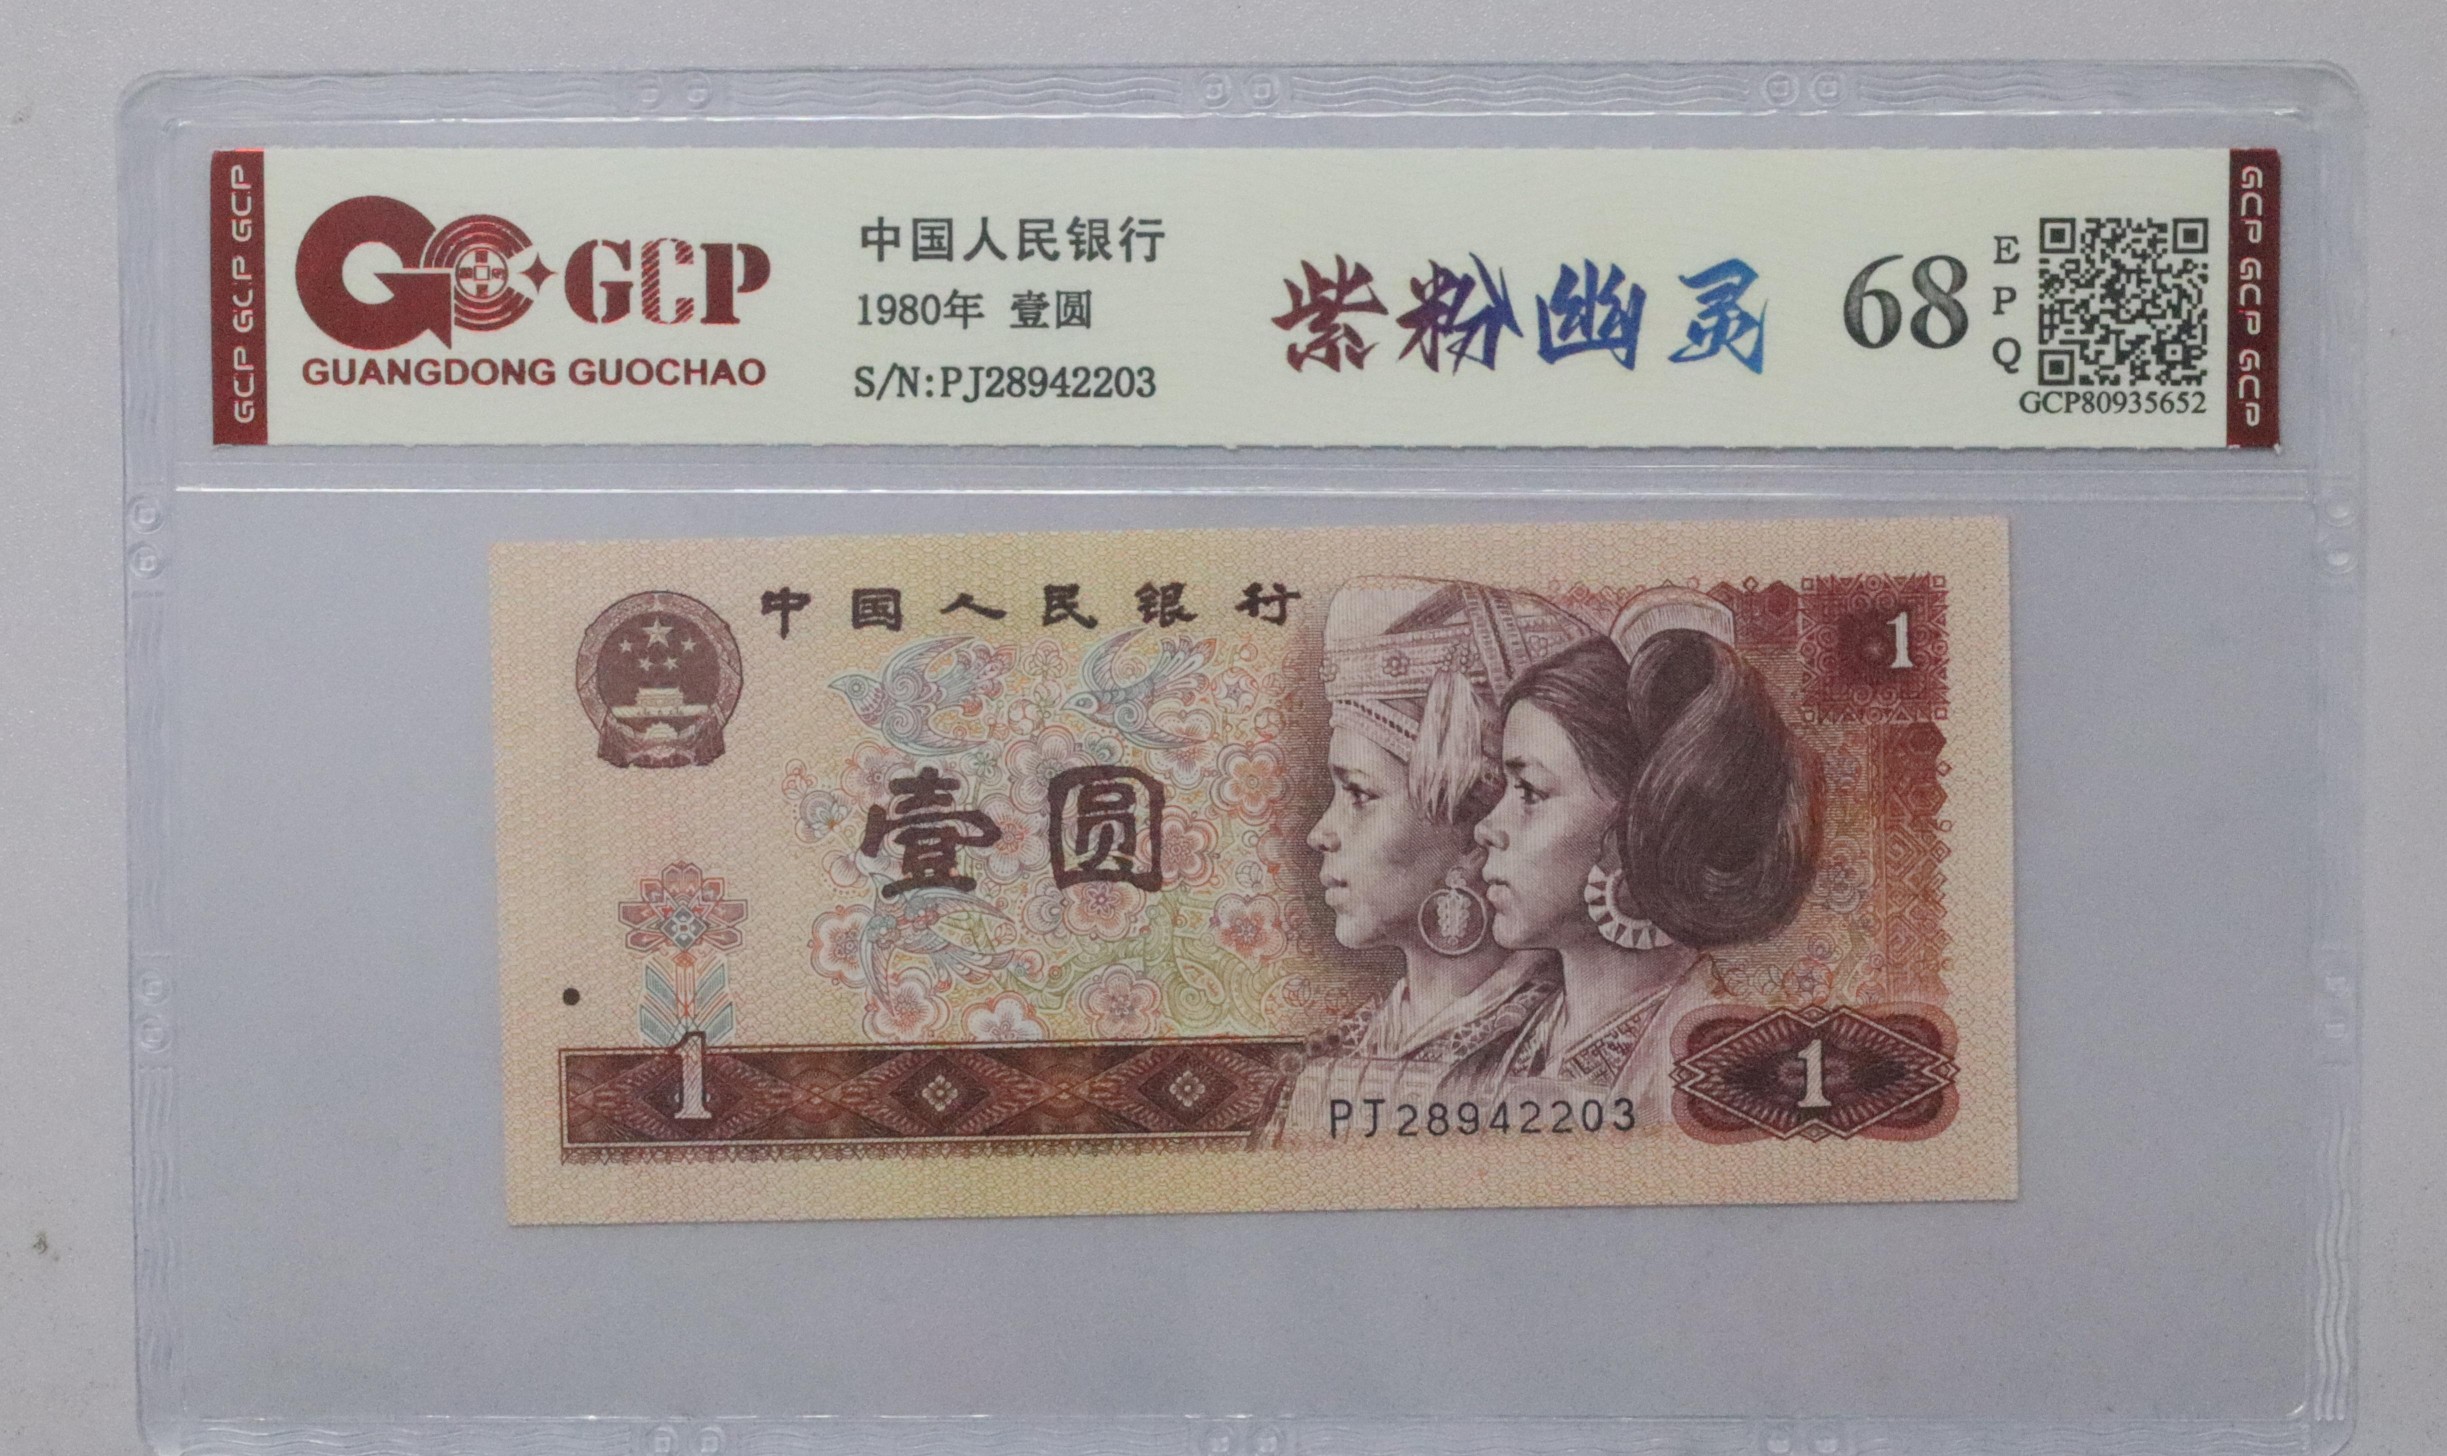 GCP GCP GCP
GCP
GUANGDONG GUOCHAO
中国人民银行
1980年 壹圆
S/N:PJ28942203
紫粉幽灵
68
EPQ
GCP80935652
GCP GCP GCP
中国人民银行
1
壹圆
1
PJ28942203
1